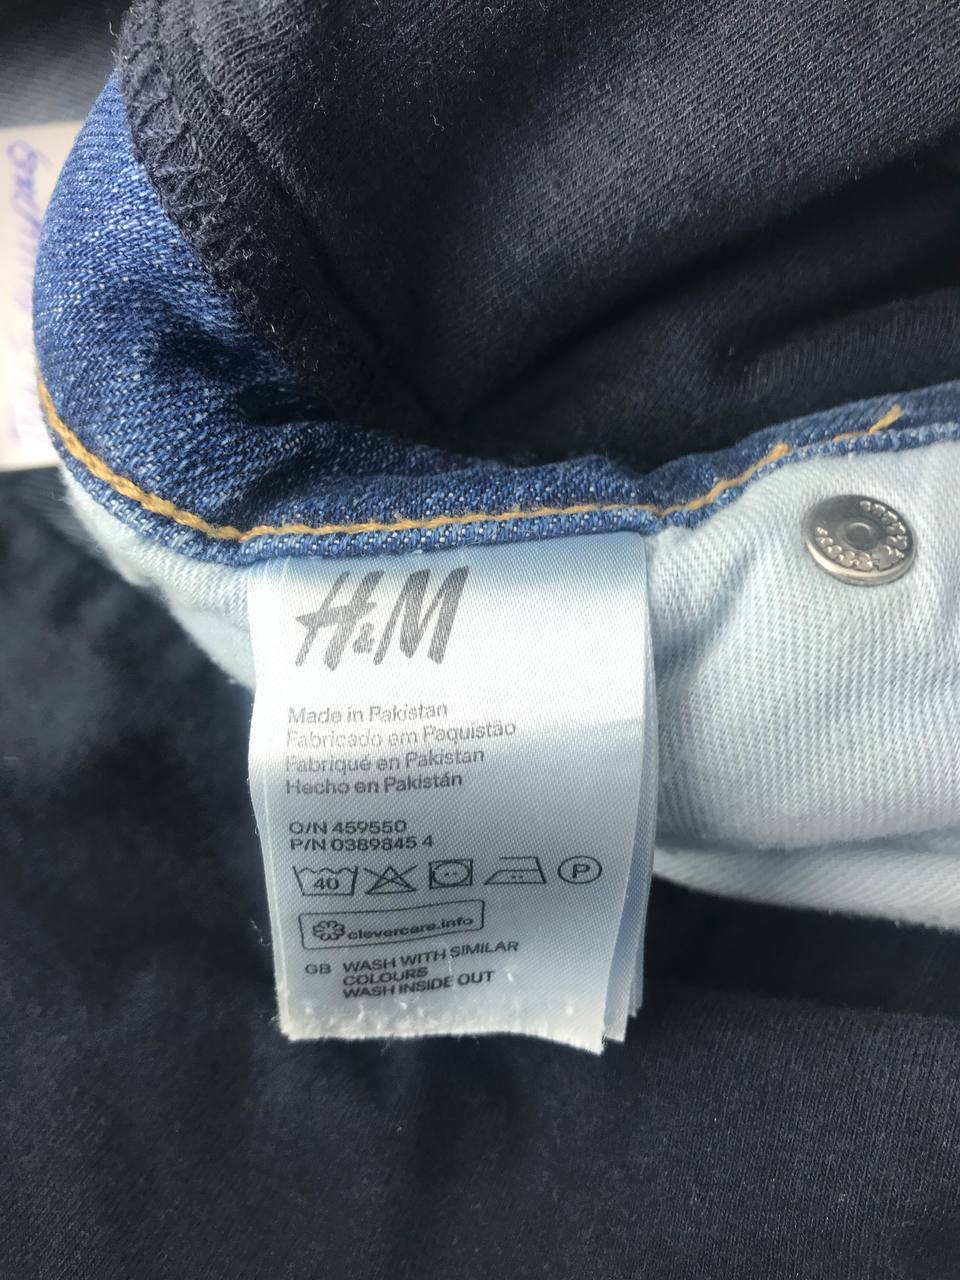 H&M
Made in Pakistan
Fabricado em Paquistão
Fabriqué en Pakistan
Hecho en Pakistán
O/N 459550
P/N 0389845 4
40 P
clevercare.info
GB WASH WITH SIMILAR
COLOURS
WASH INSIDE OUT